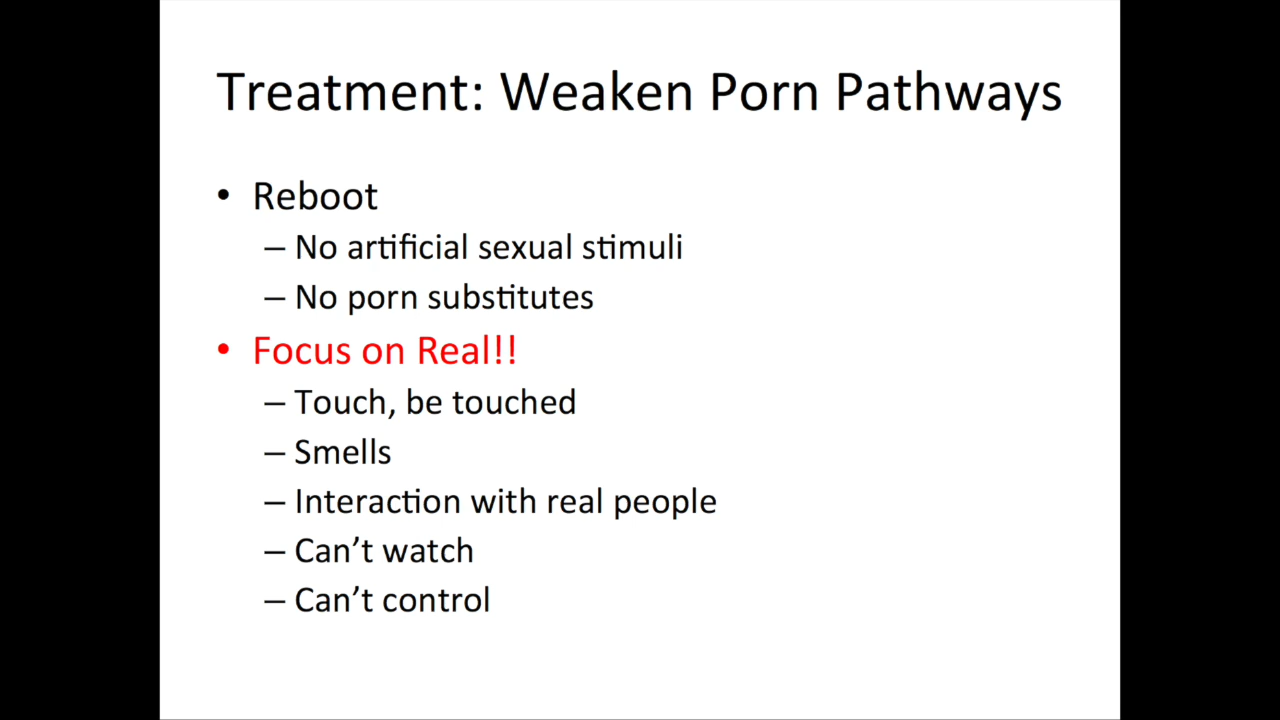 Treatment: Weaken Porn Pathways
• Reboot
– No artificial sexual stimuli
– No porn substitutes
• Focus on Real!!
– Touch, be touched
– Smells
– Interaction with real people
– Can’t watch
– Can’t control